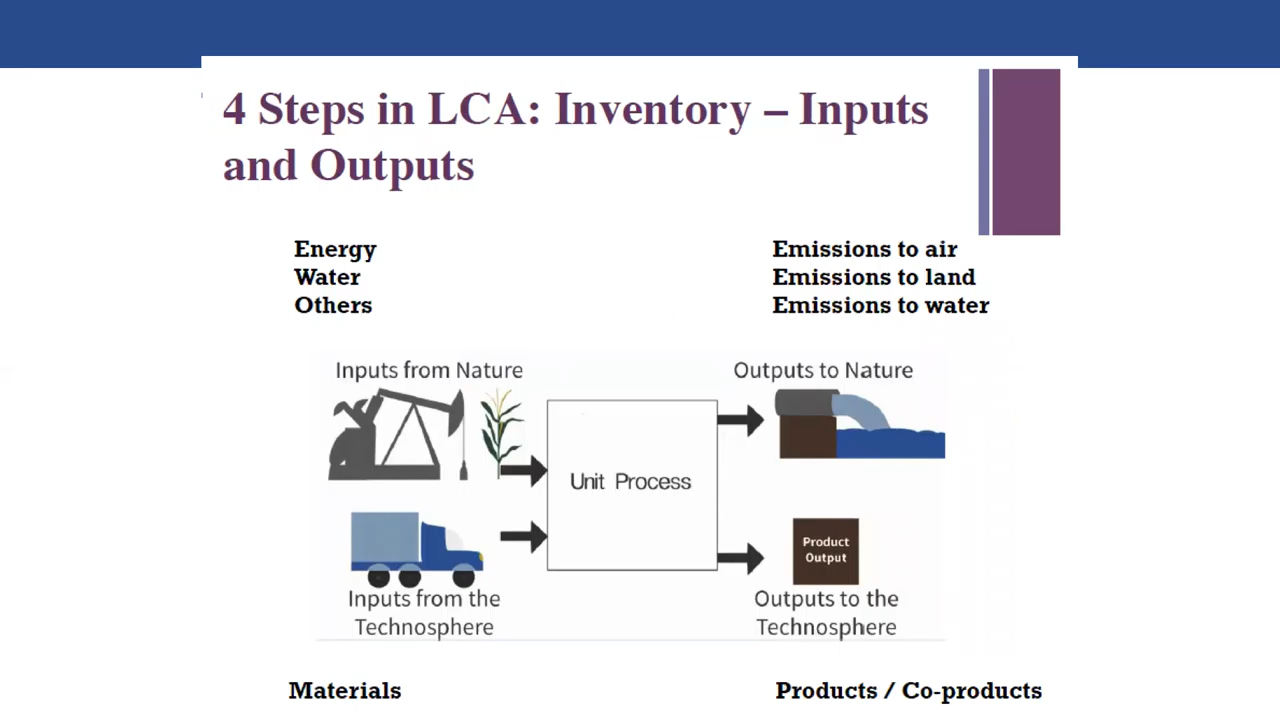 4 Steps in LCA: Inventory – Inputs
and Outputs
Energy
Water
Others
Emissions to air
Emissions to land
Emissions to water
Inputs from Nature
Outputs to Nature
Unit Process
Product
Output
Inputs from the
Technosphere
Outputs to the
Technosphere
Materials
Products / Co-products